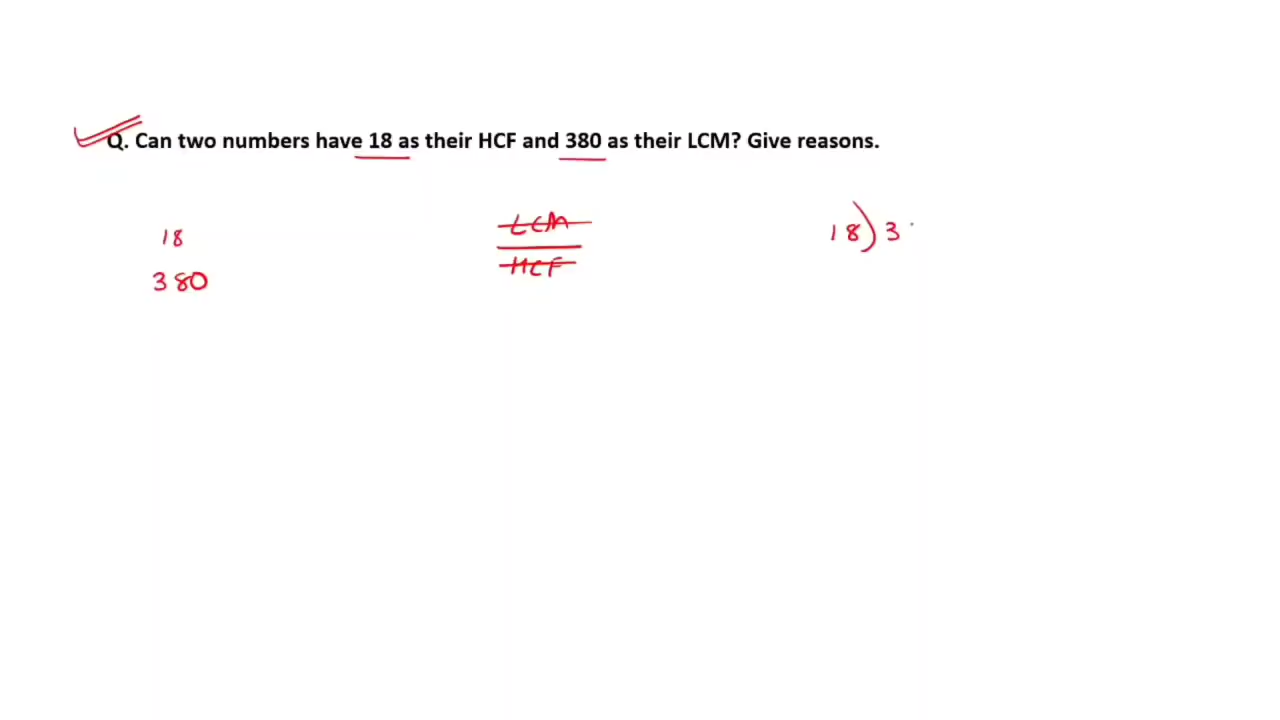 Q. Can two numbers have 18 as their HCF and 380 as their LCM? Give reasons.
18
380
LCM
HCF
18)3